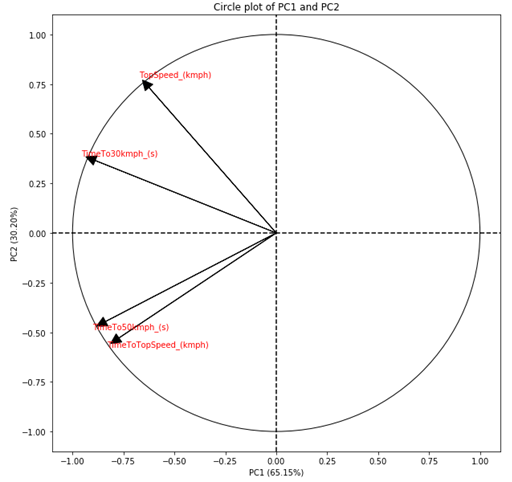 Circle plot of PC1 and PC2
1.00
TopSpeed_(kmph)
0.75
0.50
TimeTo30kmph_(s)
0.25
PC2 (30.20%)
0.00
−0.25
TimeTo50kmph_(s)
−0.50
TimeToTopSpeed_(kmph)
−0.75
−1.00
−1.00 −0.75 −0.50 −0.25 0.00 0.25 0.50 0.75 1.00
PC1 (65.15%)